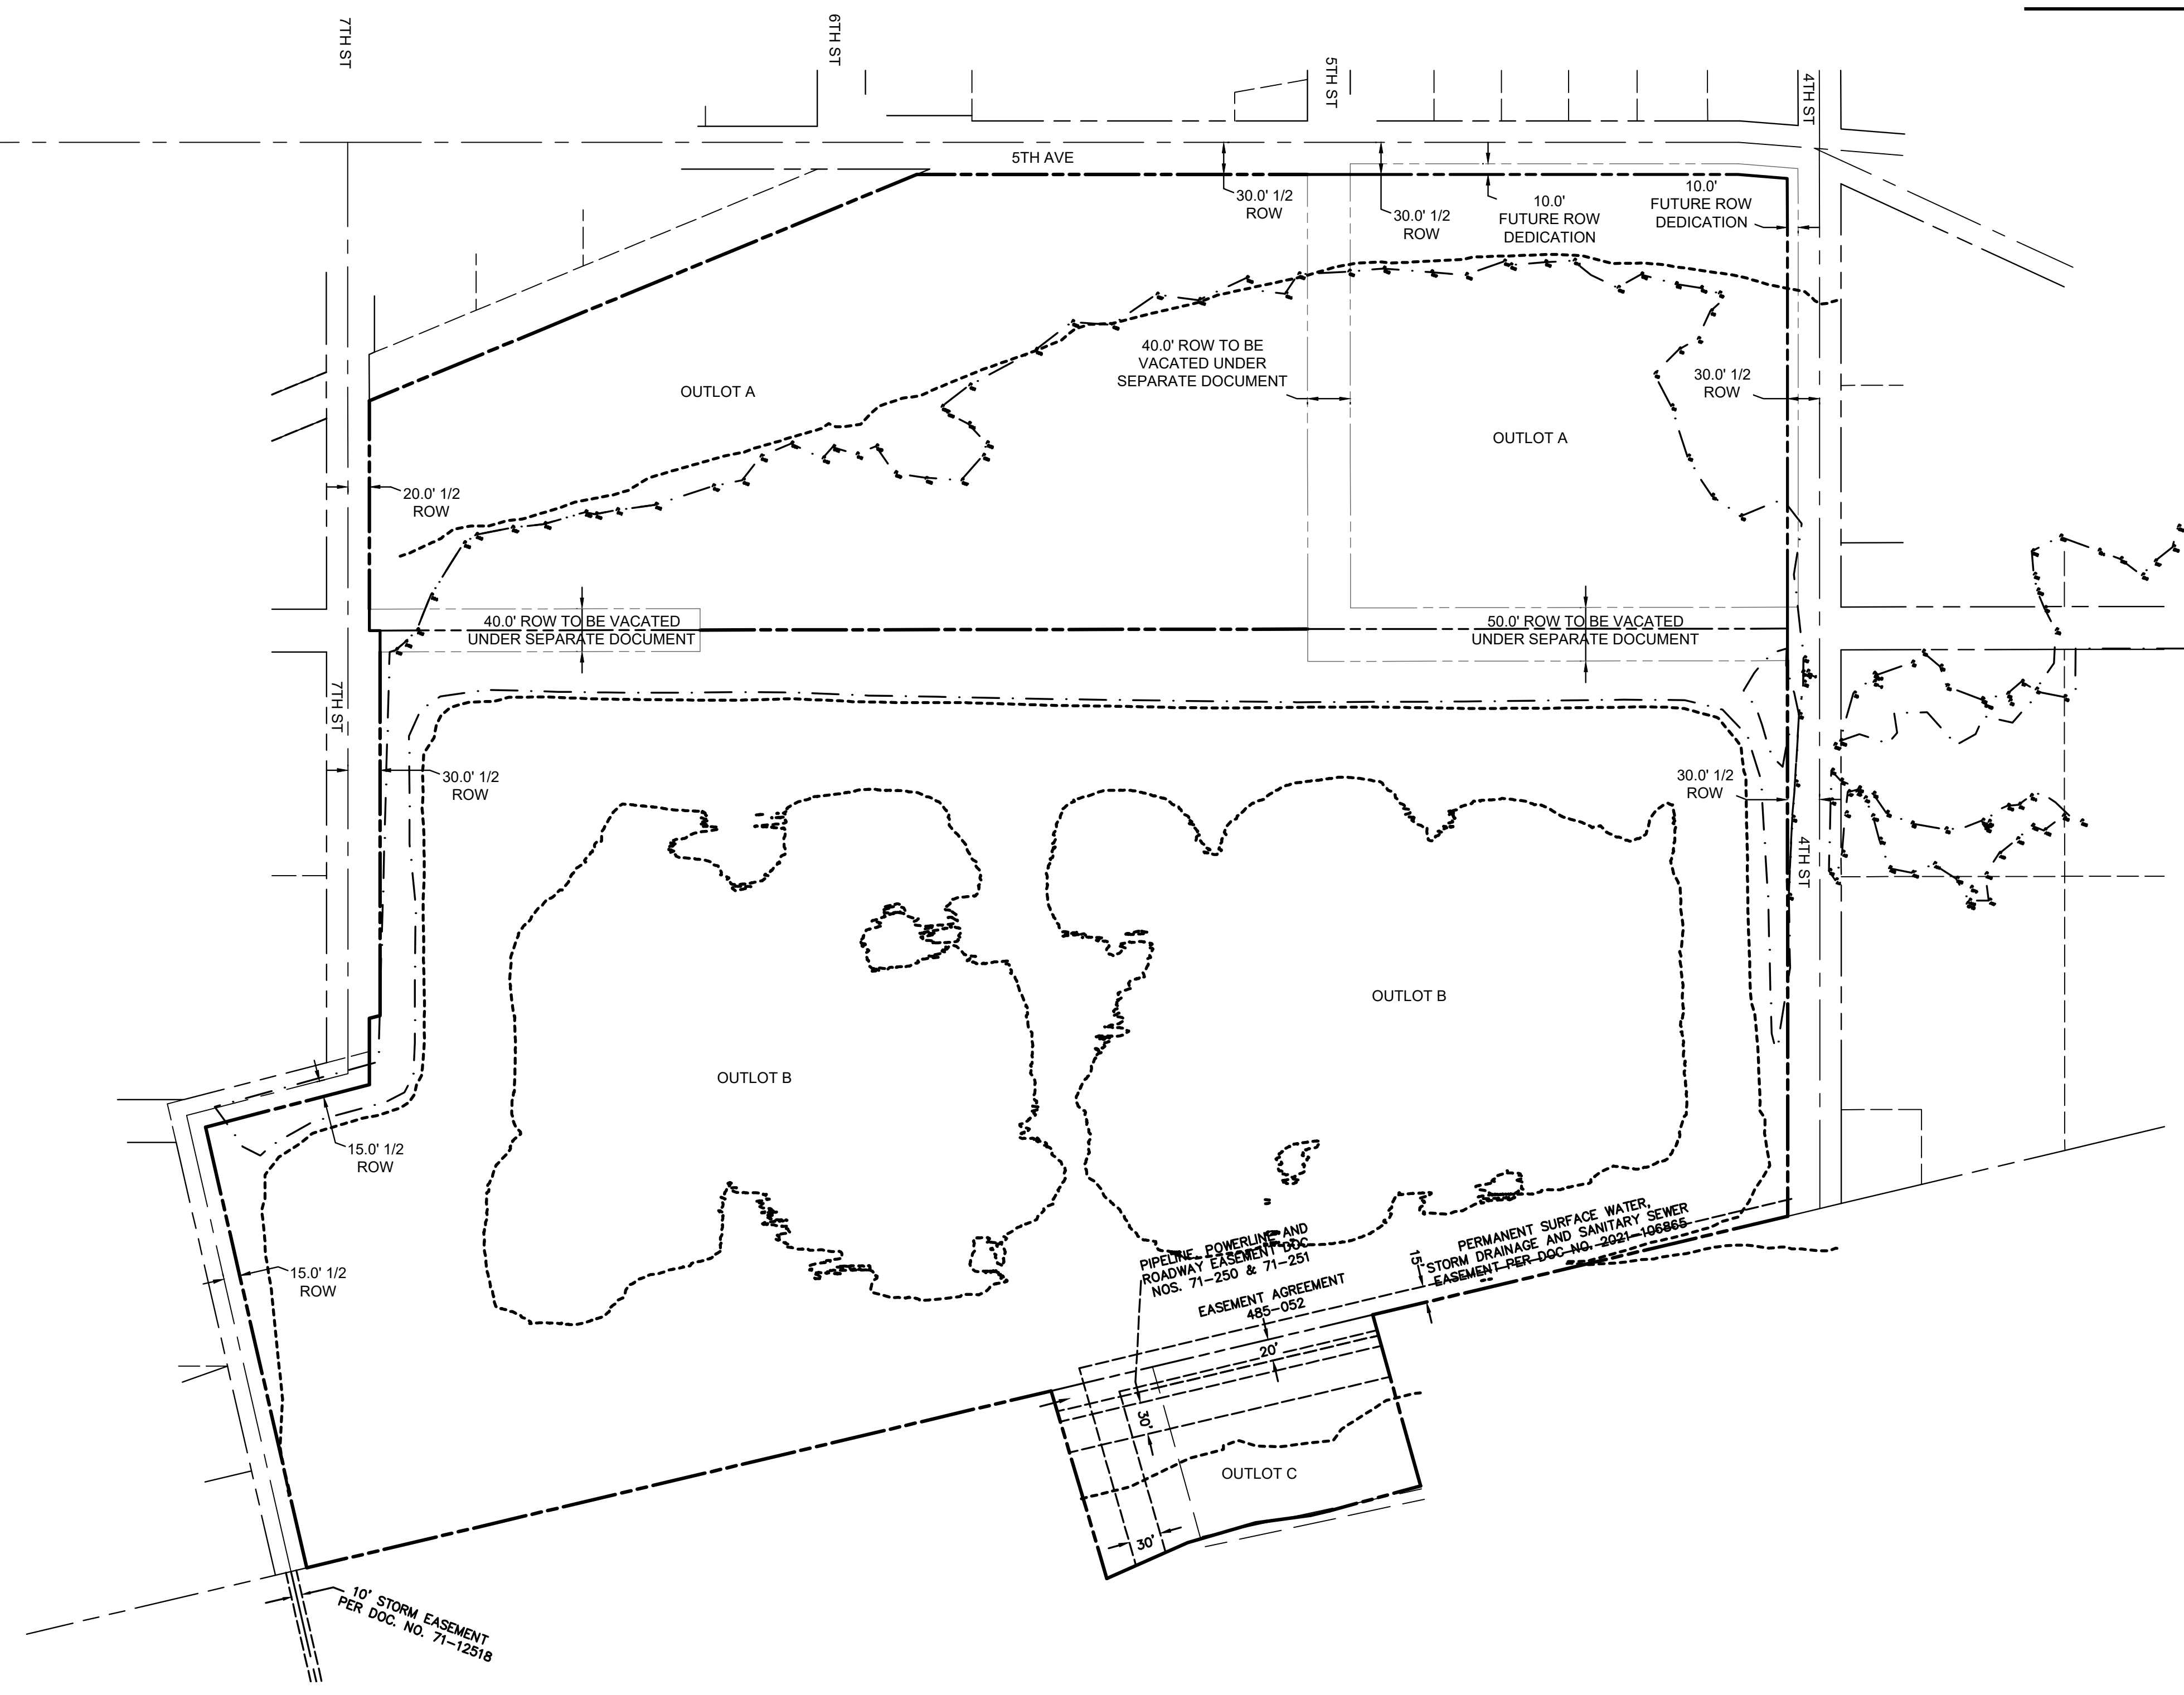 7TH ST
6TH ST
5TH ST
4TH ST
5TH AVE
30.0' 1/2
ROW
30.0' 1/2
ROW
10.0'
FUTURE ROW
DEDICATION
10.0'
FUTURE ROW
DEDICATION
40.0' ROW TO BE
VACATED UNDER
SEPARATE DOCUMENT
30.0' 1/2
ROW
OUTLOT A
OUTLOT A
20.0' 1/2
ROW
40.0' ROW TO BE VACATED
UNDER SEPARATE DOCUMENT
50.0' ROW TO BE VACATED
UNDER SEPARATE DOCUMENT
7TH ST
30.0' 1/2
ROW
30.0' 1/2
ROW
4TH ST
OUTLOT B
OUTLOT B
15.0' 1/2
ROW
15.0' 1/2
ROW
PIPELINE, POWERLINE AND
ROADWAY EASEMENT DOC
NOS. 71-250 & 71-251
PERMANENT SURFACE WATER,
STORM DRAINAGE AND SANITARY SEWER
EASEMENT PER DOC NO. 2021-106865
15'
EASEMENT AGREEMENT
485-052
20'
30'
OUTLOT C
30'
10' STORM EASEMENT
PER DOC. NO. 71-12518